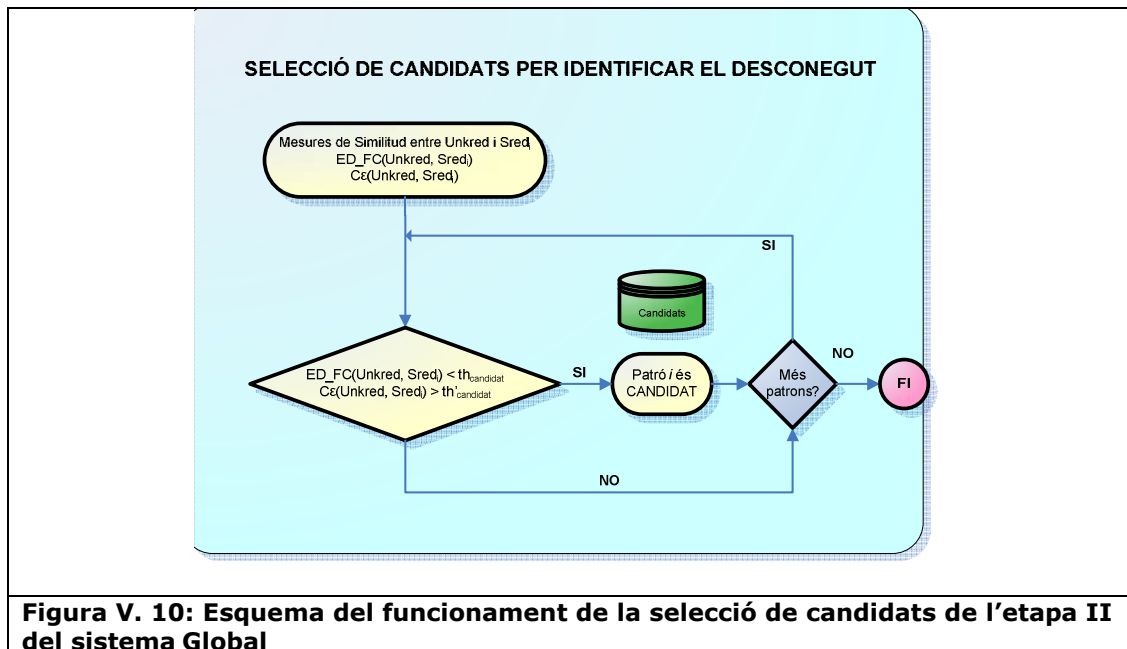 SELECCIÓ DE CANDIDATS PER IDENTIFICAR EL DESCONEGUT
Mesures de Similitud entre Unkred i Sredi
ED_FC(Unkred, Sredi)
Cε(Unkred, Sredi)
SI
Candidats
ED_FC(Unkred, Sredi) < thcandidat
Cε(Unkred, Sredi) > th'candidat
SI
Patró i és
CANDIDAT
Més
patrons?
NO
FI
NO
Figura V. 10: Esquema del funcionament de la selecció de candidats de l'etapa II
del sistema Global